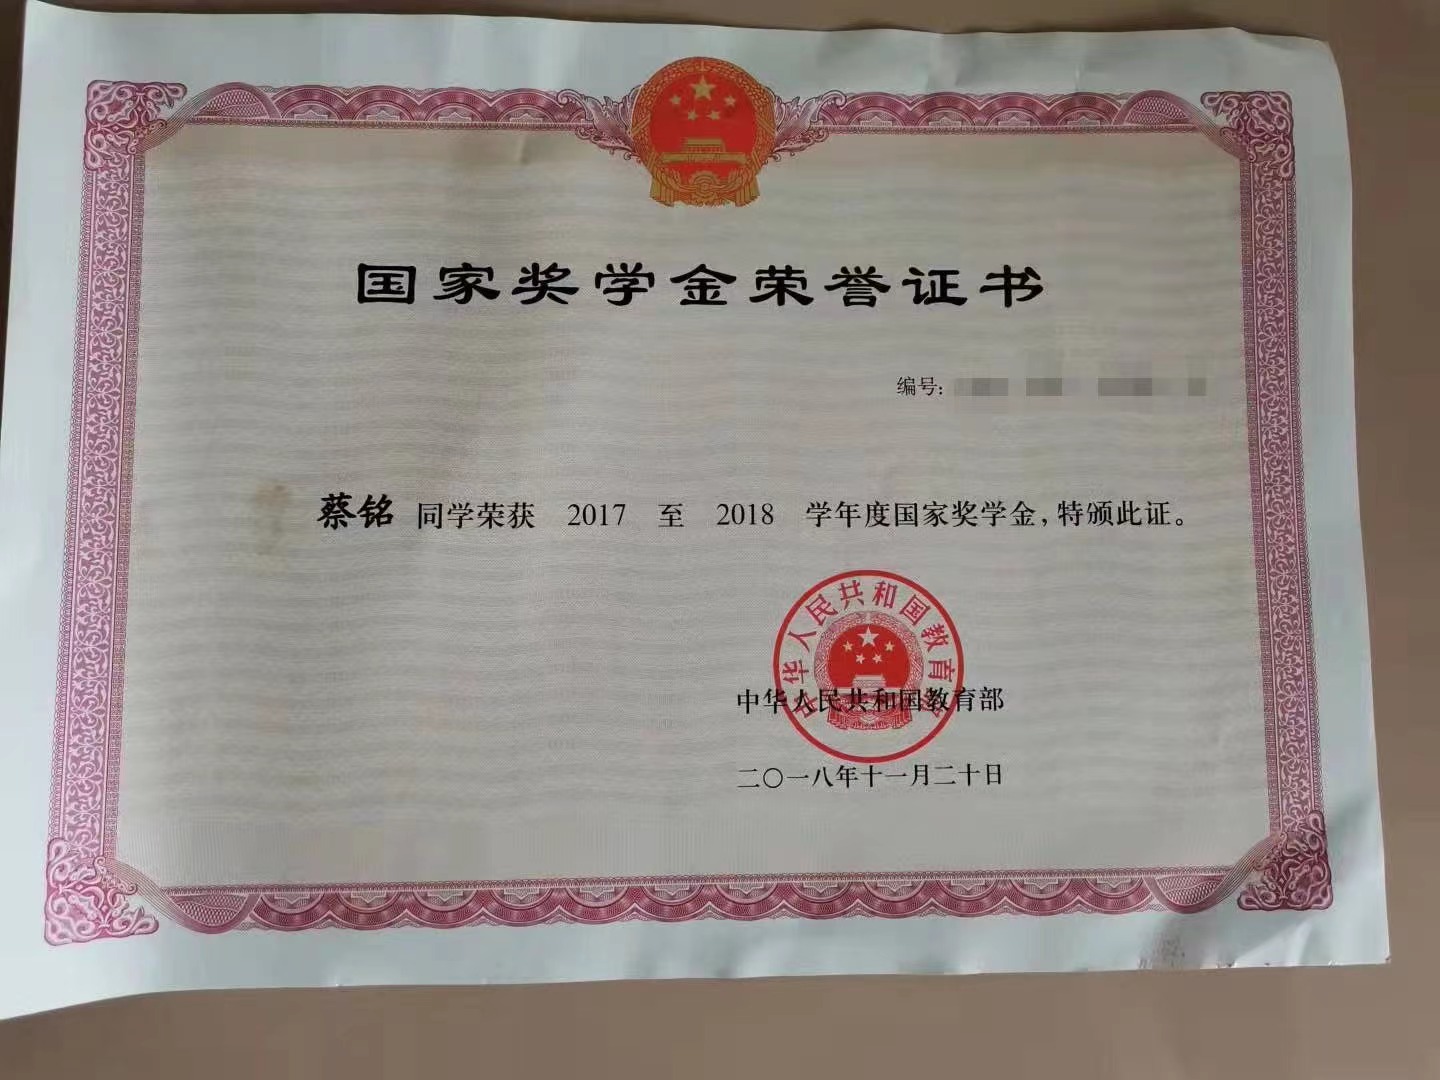 国家奖学金荣誉证书
编号:
蔡铭 同学荣获 2017 至 2018 学年度国家奖学金,特颁此证。
中华人民共和国教育部
中华人民共和国教育部
二〇一八年十一月二十日